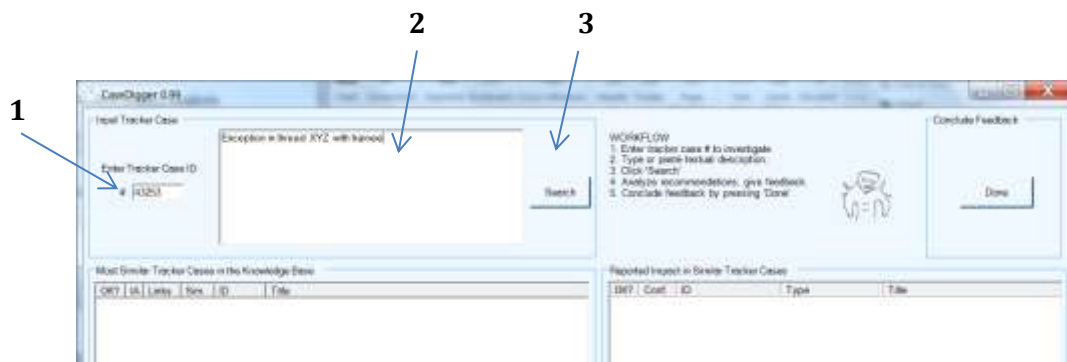 2
3
1
CaseDigger 0.99
Input Tracker Case
Exception in thread XYZ with
Enter Tracker Case ID
# 43253
Search
WORKFLOW
1. Enter tracker case # to investigate
2. Type or paste textual description
3. Click 'Search'
4. Analyze recommendations, give feedback
5. Conclude feedback by pressing 'Done'
Conclude Feedback
Done
Most Similar Tracker Cases in the Knowledge Base
OK? IA Links Sim. ID Title
Reported Impact in Similar Tracker Cases
OK? Conf. ID Type Title